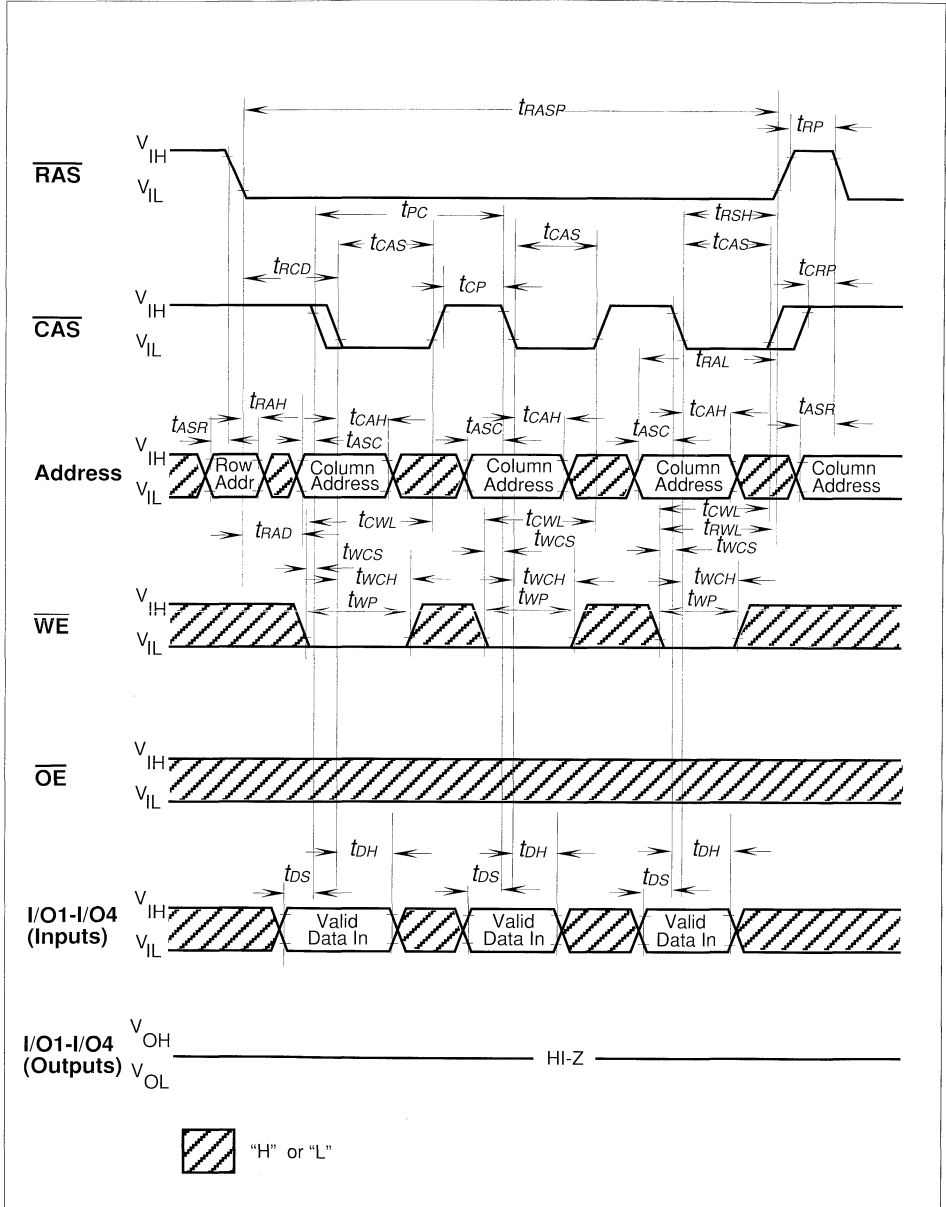 tRASP
tRP
RAS
VIH
VIL
tPC
tRSH
tCAS
tCAS
tCAS
tRCD
tCP
tCRP
CAS
VIH
VIL
tRAL
tRAH
tCAH
tCAH
tCAH
tASR
tASR
tASC
tASC
tASC
Address
VIH
VIL
Row
Addr.
Column
Address
Column
Address
Column
Address
Column
Address
tCWL
tCWL
tCWL
tRAD
tRWL
tWCS
tWCS
tWCS
tWCH
tWCH
tWCH
tWP
tWP
tWP
WE
VIH
VIL
OE
VIH
VIL
tDH
tDH
tDH
tDS
tDS
tDS
I/O1-I/O4
(Inputs)
VIH
VIL
Valid
Data In
Valid
Data In
Valid
Data In
I/O1-I/O4
(Outputs)
VOH
VOL
HI-Z
“H” or “L”